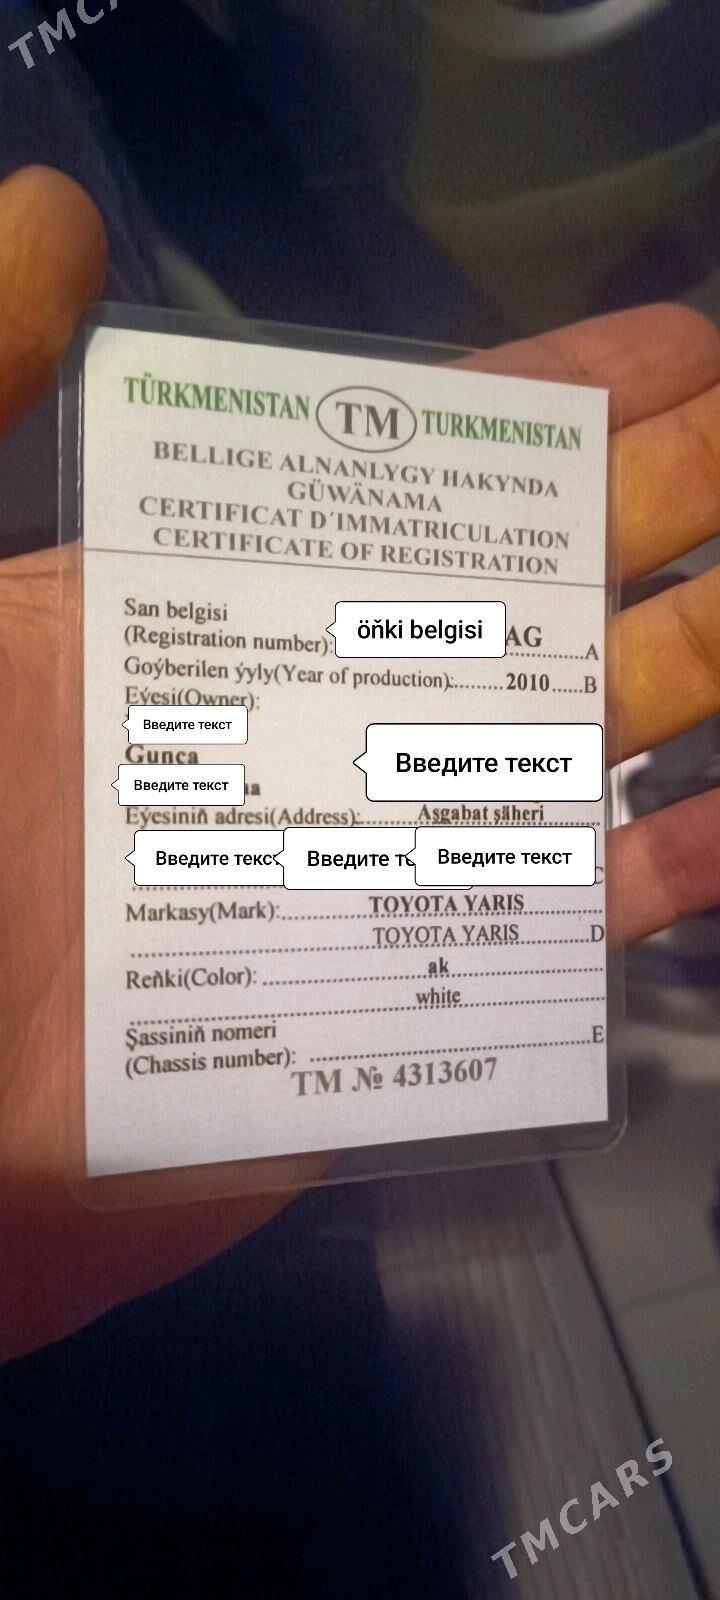 TMCARS
TÜRKMENISTAN TM TURKMENISTAN
BELLIGE ALNANLYGY HAKYNDA
GÜWÄNAMA
CERTIFICAT D'IMMATRICULATION
CERTIFICATE OF REGISTRATION
San belgisi
(Registration number): öňki belgisi AG A
Goýberilen ýyly(Year of production): 2010 B
Eýesi(Owner):
Введите текст
Gunça
Введите текст
Введите текст
Eýesiniň adresi(Address): Aşgabat şäheri
Введите Введите Введите текст
Markasy(Mark): TOYOTA YARIS
TOYOTA YARIS D
Reňki(Color): ak
white
Şassiniň nomeri
(Chassis number): E
TM № 4313607
TMCARS